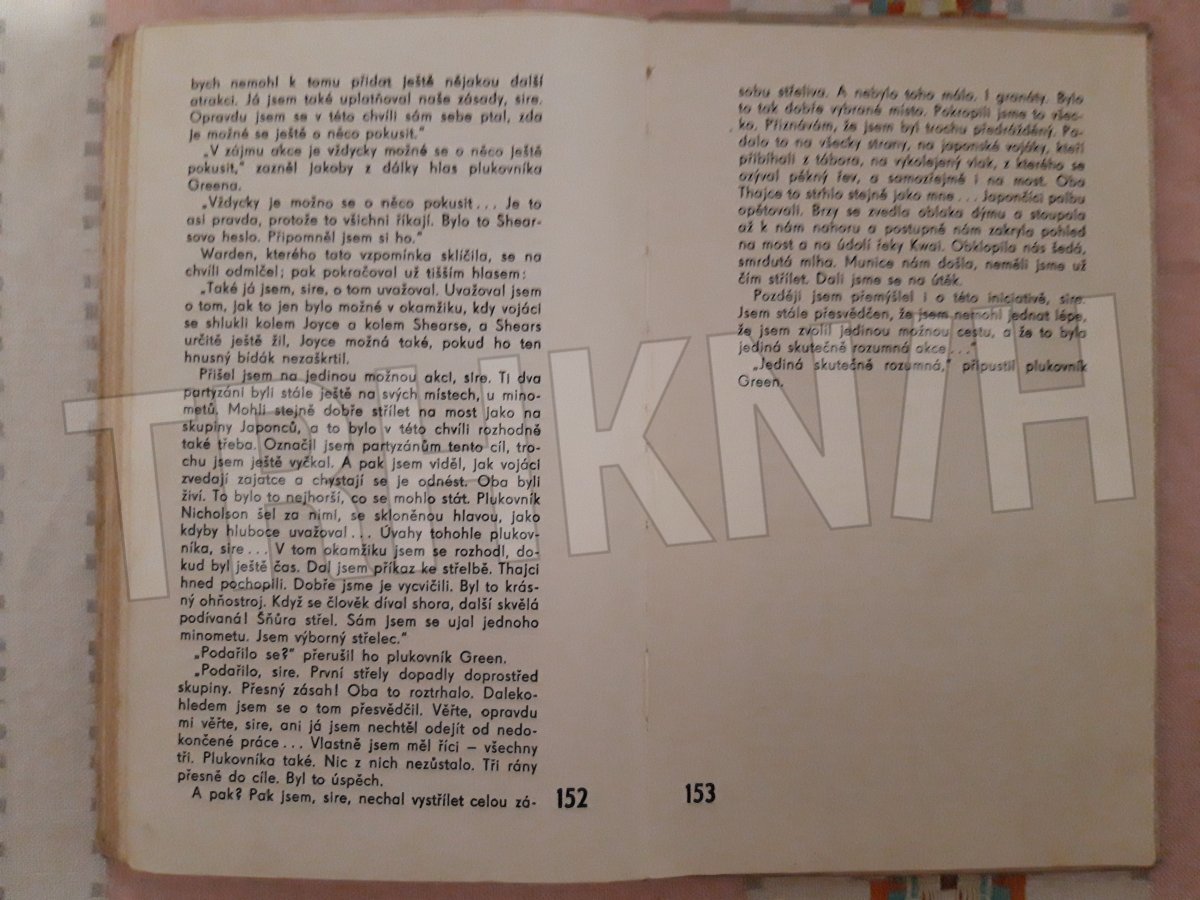 bych nemohl k tomu přidat ještě nějakou další
atrakci. Já jsem také uplatňoval naše zásady, sire.
Opravdu jsem se v této chvíli sám sebe ptal, zda
je možné se ještě o něco pokusit.“
„V zájmu akce je vždycky možné se o něco ještě
pokusit,“ zazněl jakoby z dálky hlas plukovníka
Greena.
„Vždycky je možno se o něco pokusit... Je to
asi pravda, protože to všichni říkají. Bylo to Shear-
sovo heslo. Připomněl jsem si ho.“
Warden, kterého tato vzpomínka sklíčila, se na
chvíli odmlčel; pak pokračoval už tišším hlasem:
„Také já jsem, sire, o tom uvažoval. Uvažoval jsem
o tom, jak to jen bylo možné v okamžiku, kdy vojáci
se shlukli kolem Joyce a kolem Shearse, a Shears
určitě ještě žil, Joyce možná také, pokud ho ten
hnusný bídák nezaškrtil.
Přišel jsem na jedinou možnou akci, sire. Ti dva
partyzáni byli stále ještě na svých místech, u mino-
metů. Mohli stejně dobře střílet na most jako na
skupiny Japonců, a to bylo v této chvíli rozhodně
také třeba. Označil jsem partyzánům tento cíl, tro-
chu jsem ještě vyčkal. A pak jsem viděl, jak vojáci
zvedají zajatce a chystají se je odnést. Oba byli
živí. To bylo to nejhorší, co se mohlo stát. Plukovník
Nicholson šel za nimi, se skloněnou hlavou, jako
kdyby hluboce uvažoval... Úvahy tohohle plukov-
níka, sire... V tom okamžiku jsem se rozhodl, do-
kud byl ještě čas. Dal jsem příkaz ke střelbě. Thajci
hned pochopili. Dobře jsme je vycvičili. Byl to krás-
ný ohňostroj. Když se člověk díval shora, další skvělá
podívaná! Šňůra střel. Sám jsem se ujal jednoho
minometu. Jsem výborný střelec.“
„Podařilo se?“ přerušil ho plukovník Green.
„Podařilo, sire. První střely dopadly doprostřed
skupiny. Přesný zásah! Oba to roztrhalo. Daleko-
hledem jsem se o tom přesvědčil. Věřte, opravdu
mi věřte, sire, ani já jsem nechtěl odejít od nedo-
končené práce... Vlastně jsem měl říci – všechny
tři. Plukovníka také. Nic z nich nezůstalo. Tři rány
přesně do cíle. Byl to úspěch.
A pak? Pak jsem, sire, nechal vystřílet celou zá-
152
sobu střeliva. A nebylo toho málo. I granáty. Bylo
to tak dobře vybrané místo. Pokropili jsme to všec-
ko. Přiznávám, že jsem byl trochu předrážděný. Pa-
dalo to na všecky strany, na japonské vojáky, kteří
přibíhali z tábora, na vykolejený vlak, z kterého se
ozýval pěkný řev, a samozřejmě i na most. Oba
Thajce to strhlo stejně jako mne... Japončíci palbu
opětovali. Brzy se zvedla oblaka dýmu a stoupala
až k nám nahoru a postupně nám zakryla pohled
na most a na údolí řeky Kwai. Obklopila nás šedá,
smrdutá mlha. Munice nám došla, neměli jsme už
čím střílet. Dali jsme se na útěk.
Později jsem přemýšlel i o této iniciativě, sire.
Jsem stále přesvědčen, že jsem nemohl jednat lépe,
že jsem zvolil jedinou možnou cestu, a že to byla
jediná skutečně rozumná akce...“
„Jediná skutečně rozumná,“ připustil plukovník
Green.
153
TRH KNIH